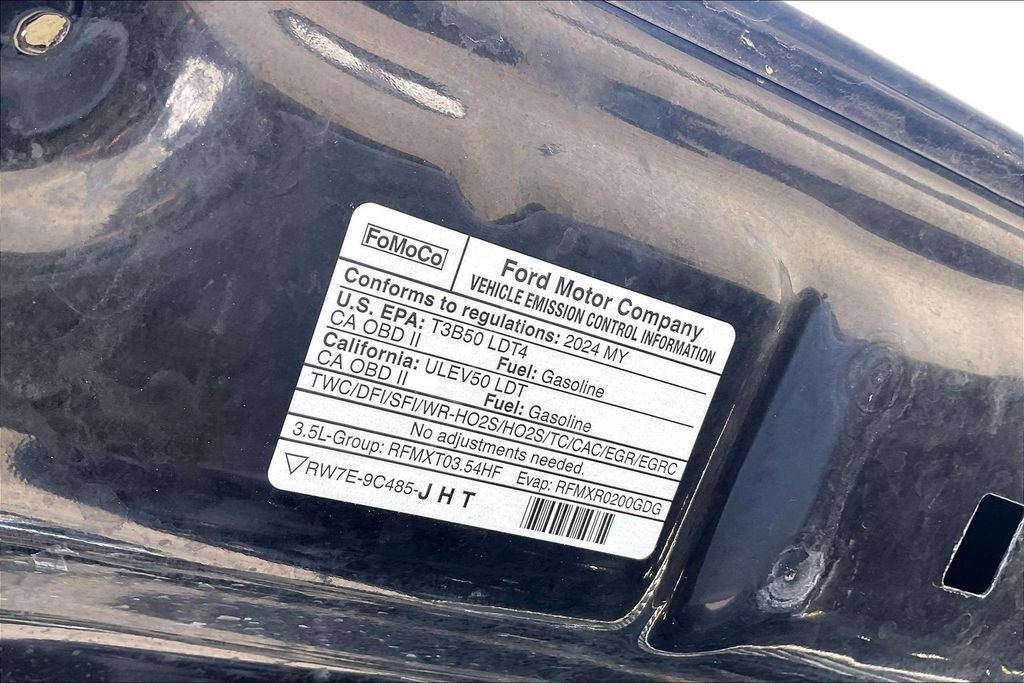 FoMoCo
Ford Motor Company
VEHICLE EMISSION CONTROL INFORMATION
Conforms to regulations: 2024 MY
U.S. EPA: T3B50 LDT4
CA OBD II Fuel: Gasoline
California: ULEV50 LDT
CA OBD II Fuel: Gasoline
TWC/DFI/SFI/WR-HO2S/HO2S/TC/CAC/EGR/EGRC
No adjustments needed.
3.5L-Group: RFMXT03.54HF Evap: RFMXR0200GDG
RW7E-9C485-JHT